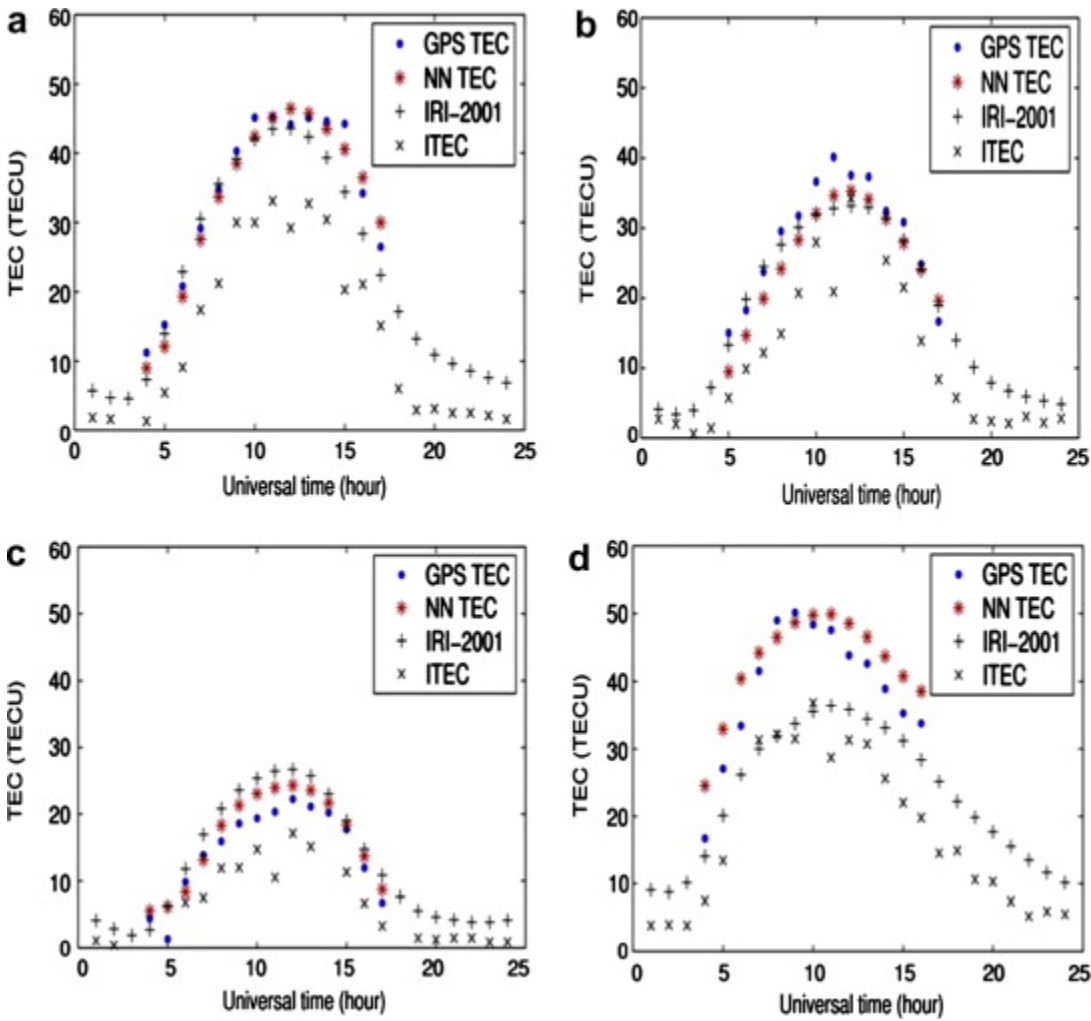 a
60
50
40
30
20
10
0
TEC (TECU)
GPS TEC
NN TEC
IRI-2001
ITEC
0 5 10 15 20 25
Universal time (hour)
b
60
50
40
30
20
10
0
TEC (TECU)
GPS TEC
NN TEC
IRI-2001
ITEC
0 5 10 15 20 25
Universal time (hour)
c
60
50
40
30
20
10
0
TEC (TECU)
GPS TEC
NN TEC
IRI-2001
ITEC
0 5 10 15 20 25
Universal time (hour)
d
60
50
40
30
20
10
0
TEC (TECU)
GPS TEC
NN TEC
IRI-2001
ITEC
0 5 10 15 20 25
Universal time (hour)